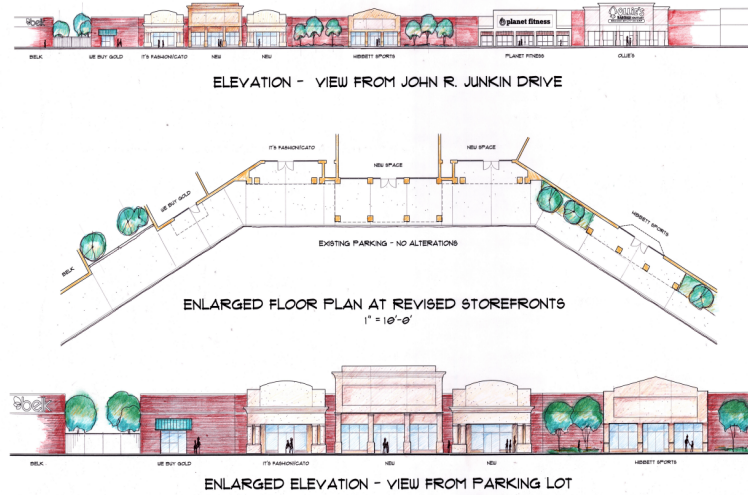 belk
planet fitness
OLLIE'S
BELK
WE BUY GOLD
IT'S FASHION/CATO
NEW
NEW
HIBBETT SPORTS
PLANET FITNESS
OLLIE'S
ELEVATION - VIEW FROM JOHN R. JUNKIN DRIVE
IT'S FASHION/CATO
NEW SPACE
NEW SPACE
WE BUY GOLD
HIBBETT SPORTS
BELK
EXISTING PARKING - NO ALTERATIONS
ENLARGED FLOOR PLAN AT REVISED STOREFRONTS
1" = 10'-0'
belk
BELK
WE BUY GOLD
IT'S FASHION/CATO
NEW
NEW
HIBBETT SPORTS
ENLARGED ELEVATION - VIEW FROM PARKING LOT